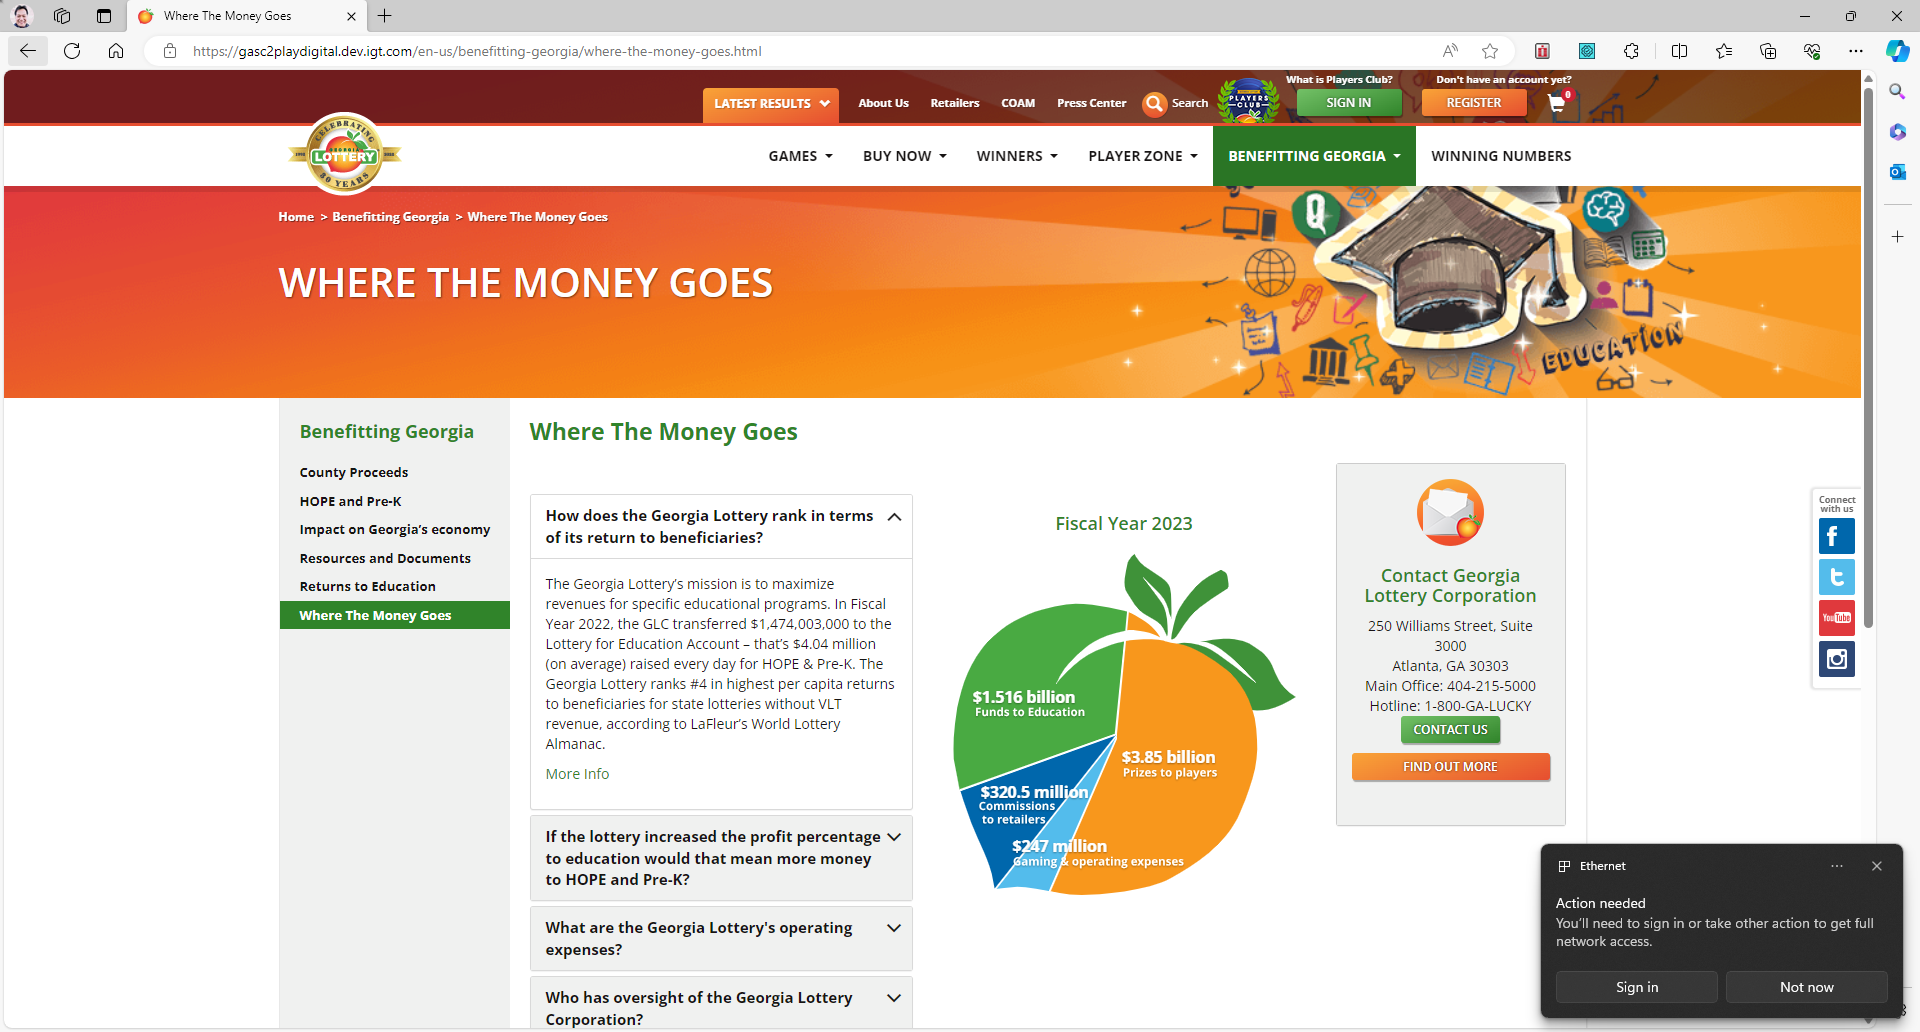 Where The Money Goes
https://gasc2playdigital.dev.igt.com/en-us/benefitting-georgia/where-the-money-goes.html
What is Players Club?
Don't have an account yet?
LATEST RESULTS
About Us
Retailers
COAM
Press Center
Search
PLAYERS CLUB
SIGN IN
REGISTER
0
CELEBRATING
GEORGIA
LOTTERY
30 YEARS
GAMES
BUY NOW
WINNERS
PLAYER ZONE
BENEFITTING GEORGIA
WINNING NUMBERS
Home > Benefitting Georgia > Where The Money Goes
WHERE THE MONEY GOES
EDUCATION
Benefitting Georgia
County Proceeds
HOPE and Pre-K
Impact on Georgia's economy
Resources and Documents
Returns to Education
Where The Money Goes
Where The Money Goes
How does the Georgia Lottery rank in terms
of its return to beneficiaries?
The Georgia Lottery’s mission is to maximize
revenues for specific educational programs. In Fiscal
Year 2022, the GLC transferred $1,474,003,000 to the
Lottery for Education Account – that’s $4.04 million
(on average) raised every day for HOPE & Pre-K. The
Georgia Lottery ranks #4 in highest per capita returns
to beneficiaries for state lotteries without VLT
revenue, according to LaFleur’s World Lottery
Almanac.
More Info
If the lottery increased the profit percentage
to education would that mean more money
to HOPE and Pre-K?
What are the Georgia Lottery's operating
expenses?
Who has oversight of the Georgia Lottery
Corporation?
Fiscal Year 2023
$1.516 billion
Funds to Education
$3.85 billion
Prizes to players
$320.5 million
Commissions
to retailers
$247 million
Gaming & operating expenses
Contact Georgia
Lottery Corporation
250 Williams Street, Suite
3000
Atlanta, GA 30303
Main Office: 404-215-5000
Hotline: 1-800-GA-LUCKY
CONTACT US
FIND OUT MORE
Connect
with us
YouTube
Ethernet
Action needed
You'll need to sign in or take other action to get full
network access.
Sign in
Not now